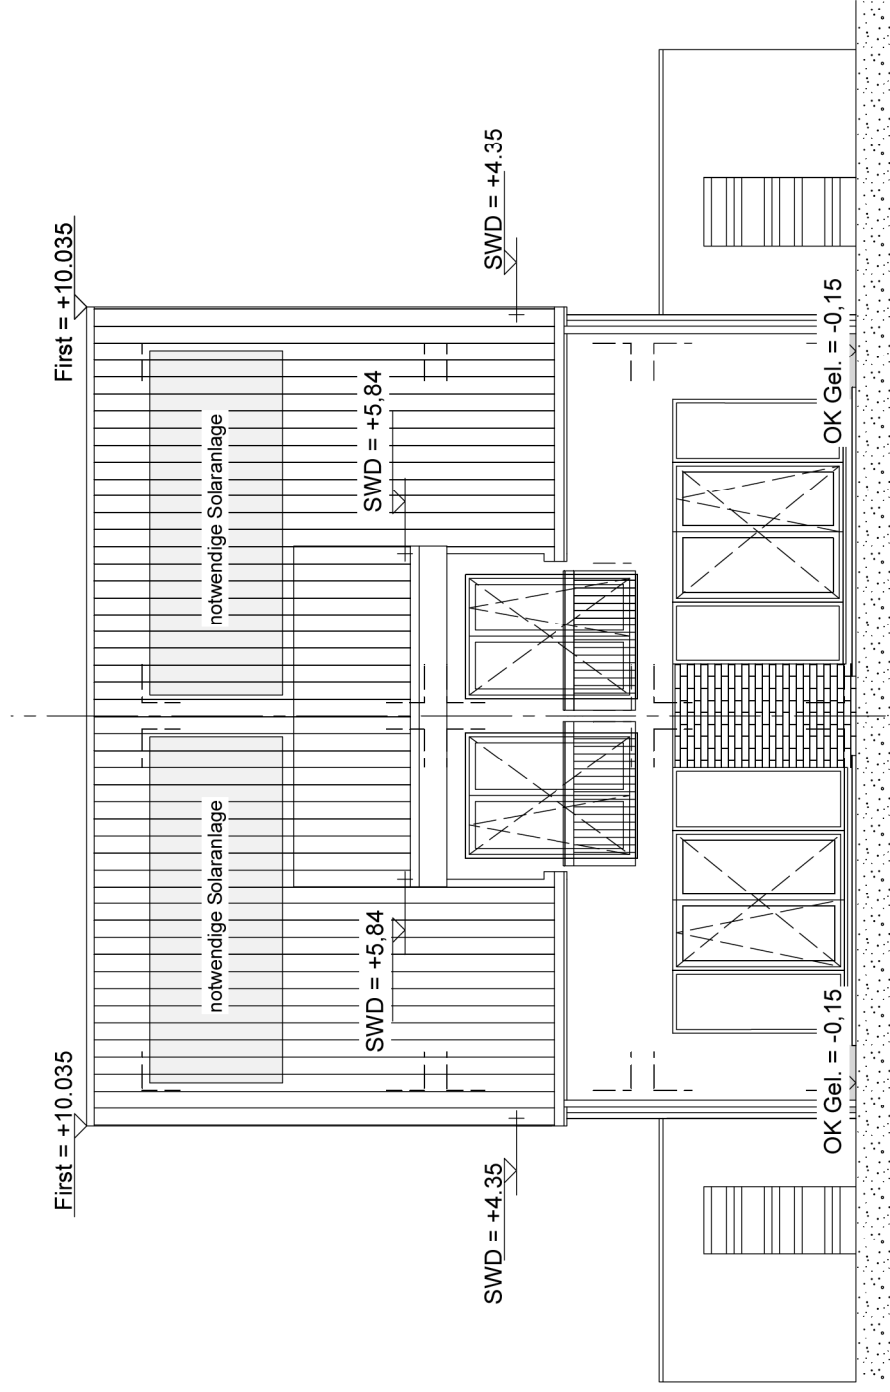 First = +10.035
First = +10.035
notwendige Solaranlage
notwendige Solaranlage
SWD = +5,84
SWD = +5,84
SWD = +4.35
SWD = +4.35
OK Gel. = -0,15
OK Gel. = -0,15